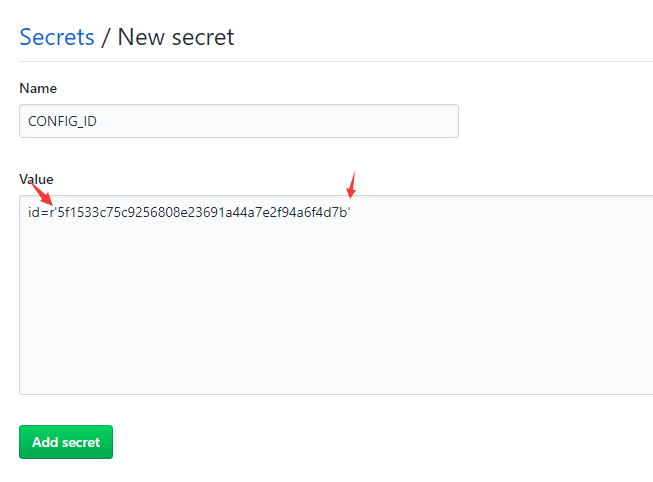 Secrets / New secret
Name
CONFIG_ID
Value
id=r'5f1533c75c9256808e23691a44a7e2f94a6f4d7b'
Add secret